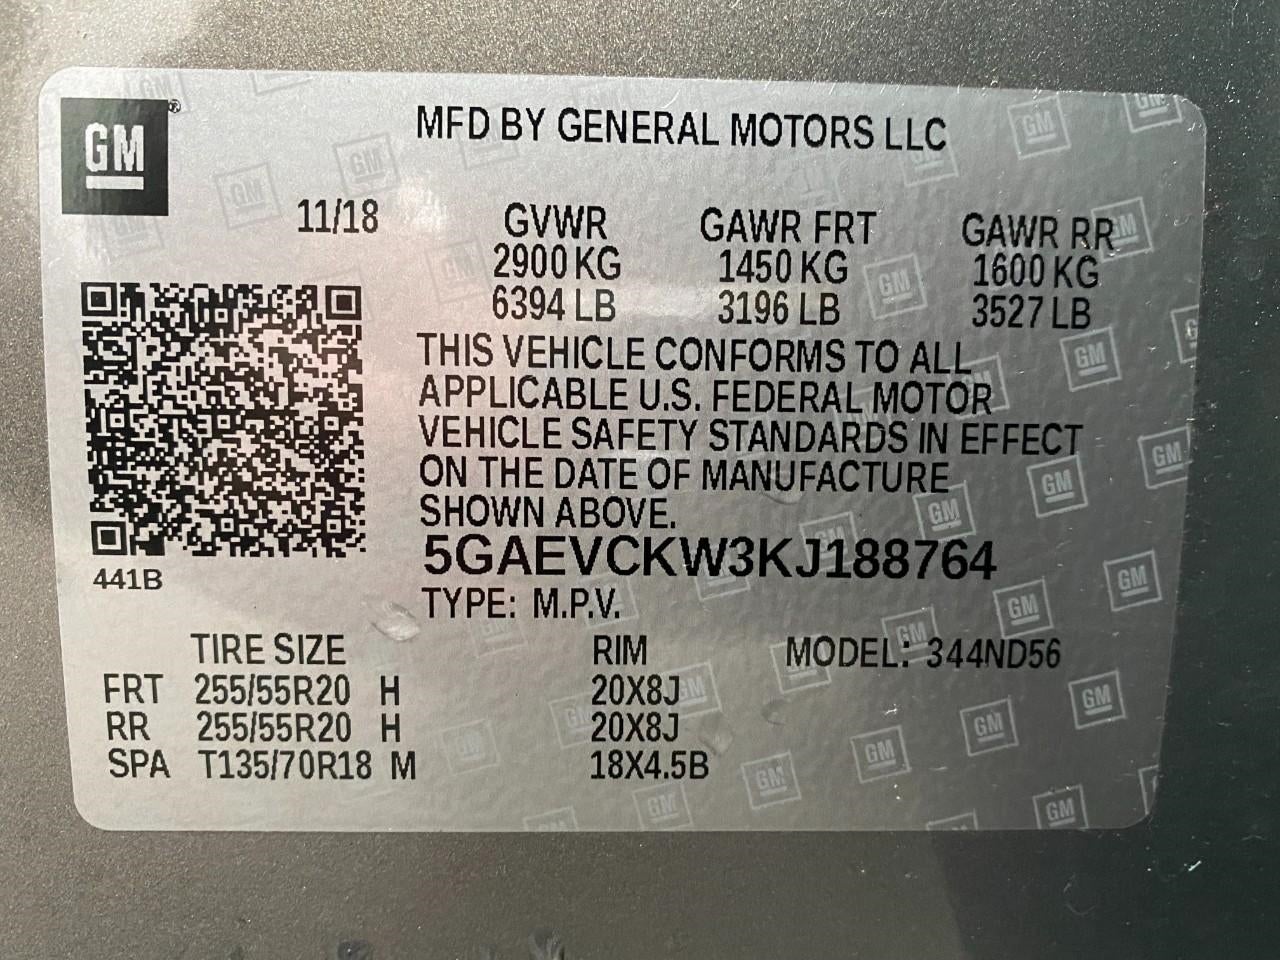 GM
MFD BY GENERAL MOTORS LLC
11/18
GVWR GAWR FRT GAWR RR
2900 KG 1450 KG 1600 KG
6394 LB 3196 LB 3527 LB
THIS VEHICLE CONFORMS TO ALL
APPLICABLE U.S. FEDERAL MOTOR
VEHICLE SAFETY STANDARDS IN EFFECT
ON THE DATE OF MANUFACTURE
SHOWN ABOVE.
5GAEVCKW3KJ188764
441B
TYPE: M.P.V.
TIRE SIZE RIM MODEL: 344ND56
FRT 255/55R20 H 20X8J
RR 255/55R20 H 20X8J
SPA T135/70R18 M 18X4.5B